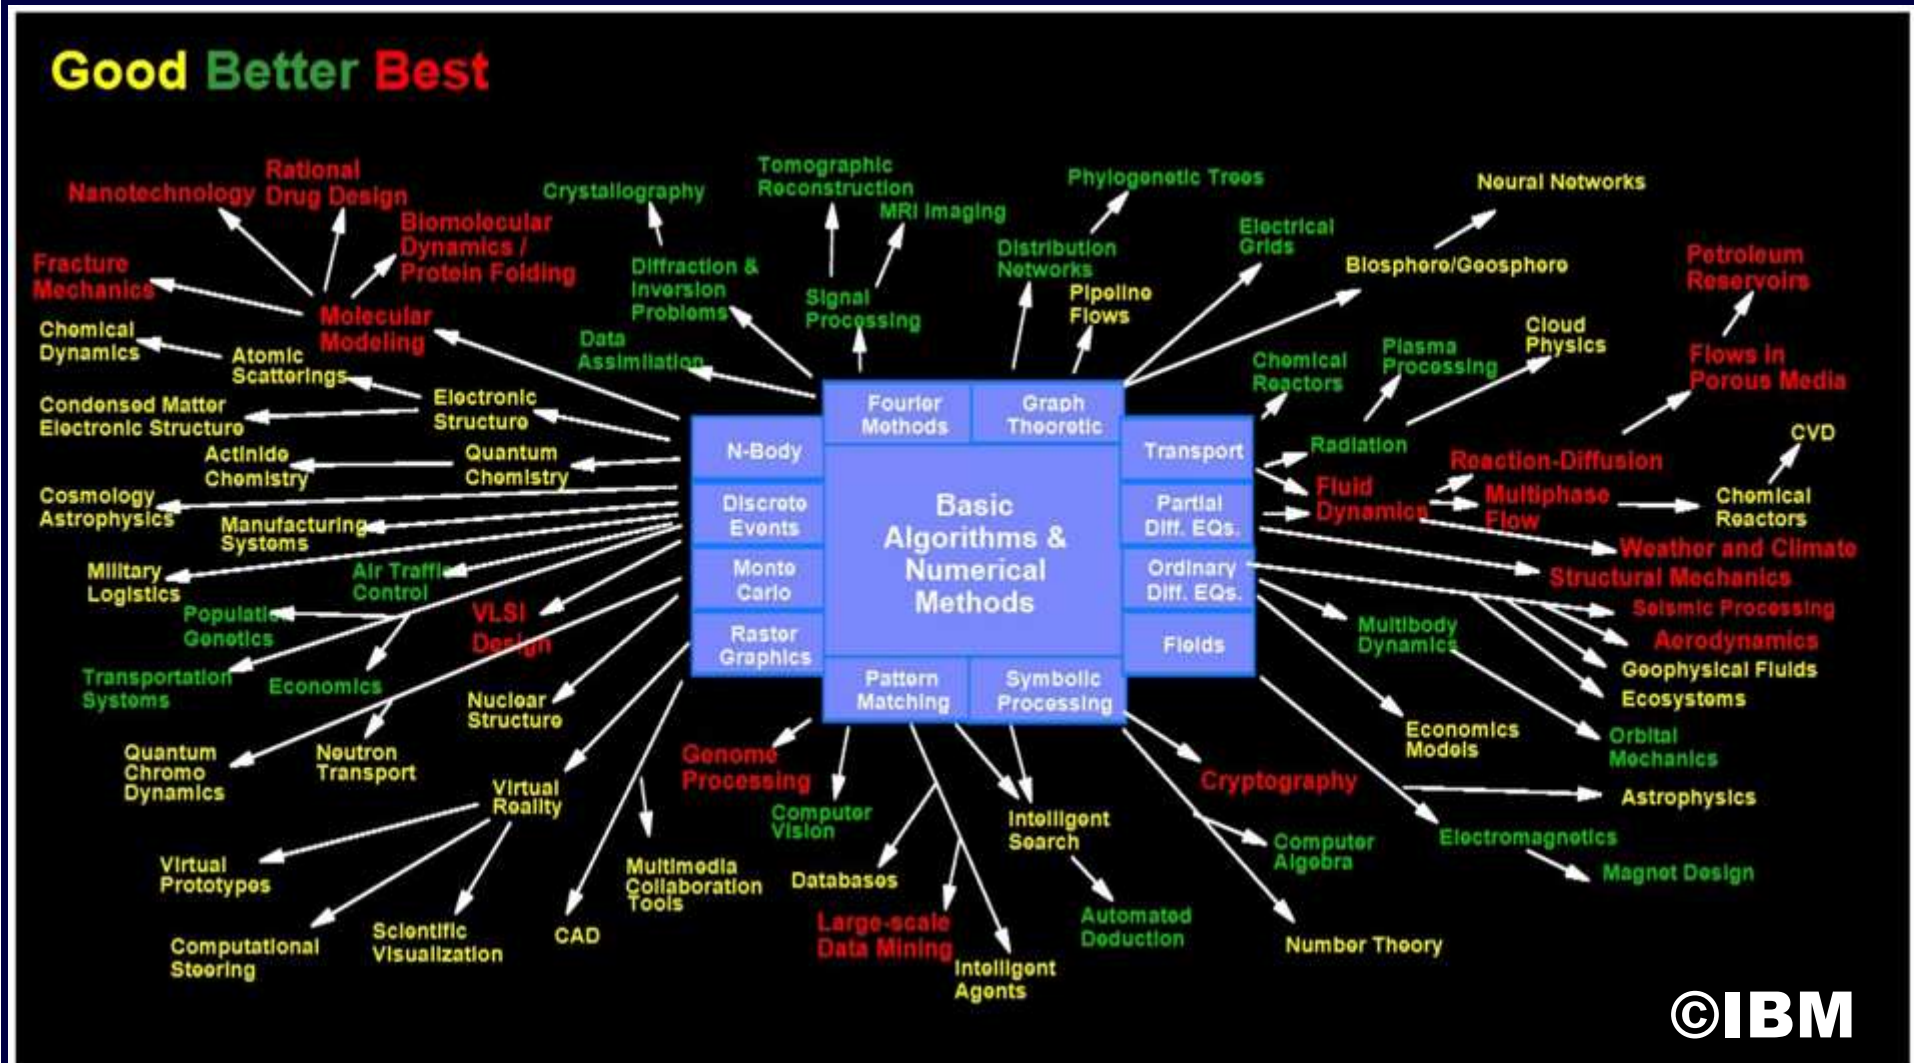 Good Better Best
Nanotechnology
Rational
Drug Design
Biomolecular
Dynamics /
Protein Folding
Fracture
Mechanics
Molecular
Modeling
Chemical
Dynamics
Atomic
Scatterings
Condensed Matter
Electronic Structure
Electronic
Structure
Actinide
Chemistry
Quantum
Chemistry
Cosmology
Astrophysics
Manufacturing
Systems
Military
Logistics
Air Traffic
Control
Population
Genetics
VLSI
Design
Transportation
Systems
Economics
Nuclear
Structure
Quantum
Chromo
Dynamics
Neutron
Transport
Virtual
Reality
Virtual
Prototypes
Computational
Steering
Scientific
Visualization
CAD
Multimedia
Collaboration
Tools
Crystallography
Diffraction &
Inversion
Problems
Data
Assimilation
Tomographic
Reconstruction
MRI Imaging
Signal
Processing
Phylogenetic Trees
Distribution
Networks
Pipeline
Flows
Electrical
Grids
Neural Networks
Biosphere/Geosphere
Fourier
Methods
Graph
Theoretic
N-Body
Discrete
Events
Monte
Carlo
Raster
Graphics
Basic
Algorithms &
Numerical
Methods
Transport
Partial
Diff. EQs.
Ordinary
Diff. EQs.
Fields
Pattern
Matching
Symbolic
Processing
Petroleum
Reservoirs
Cloud
Physics
Plasma
Processing
Chemical
Reactors
Flows in
Porous Media
Radiation
CVD
Reaction-Diffusion
Fluid
Dynamics
Multiphase
Flow
Chemical
Reactors
Weather and Climate
Structural Mechanics
Seismic Processing
Multibody
Dynamics
Aerodynamics
Geophysical Fluids
Ecosystems
Economics
Models
Orbital
Mechanics
Astrophysics
Electromagnetics
Magnet Design
Genome
Processing
Computer
Vision
Databases
Large-scale
Data Mining
Intelligent
Agents
Intelligent
Search
Automated
Deduction
Cryptography
Computer
Algebra
Number Theory
©IBM